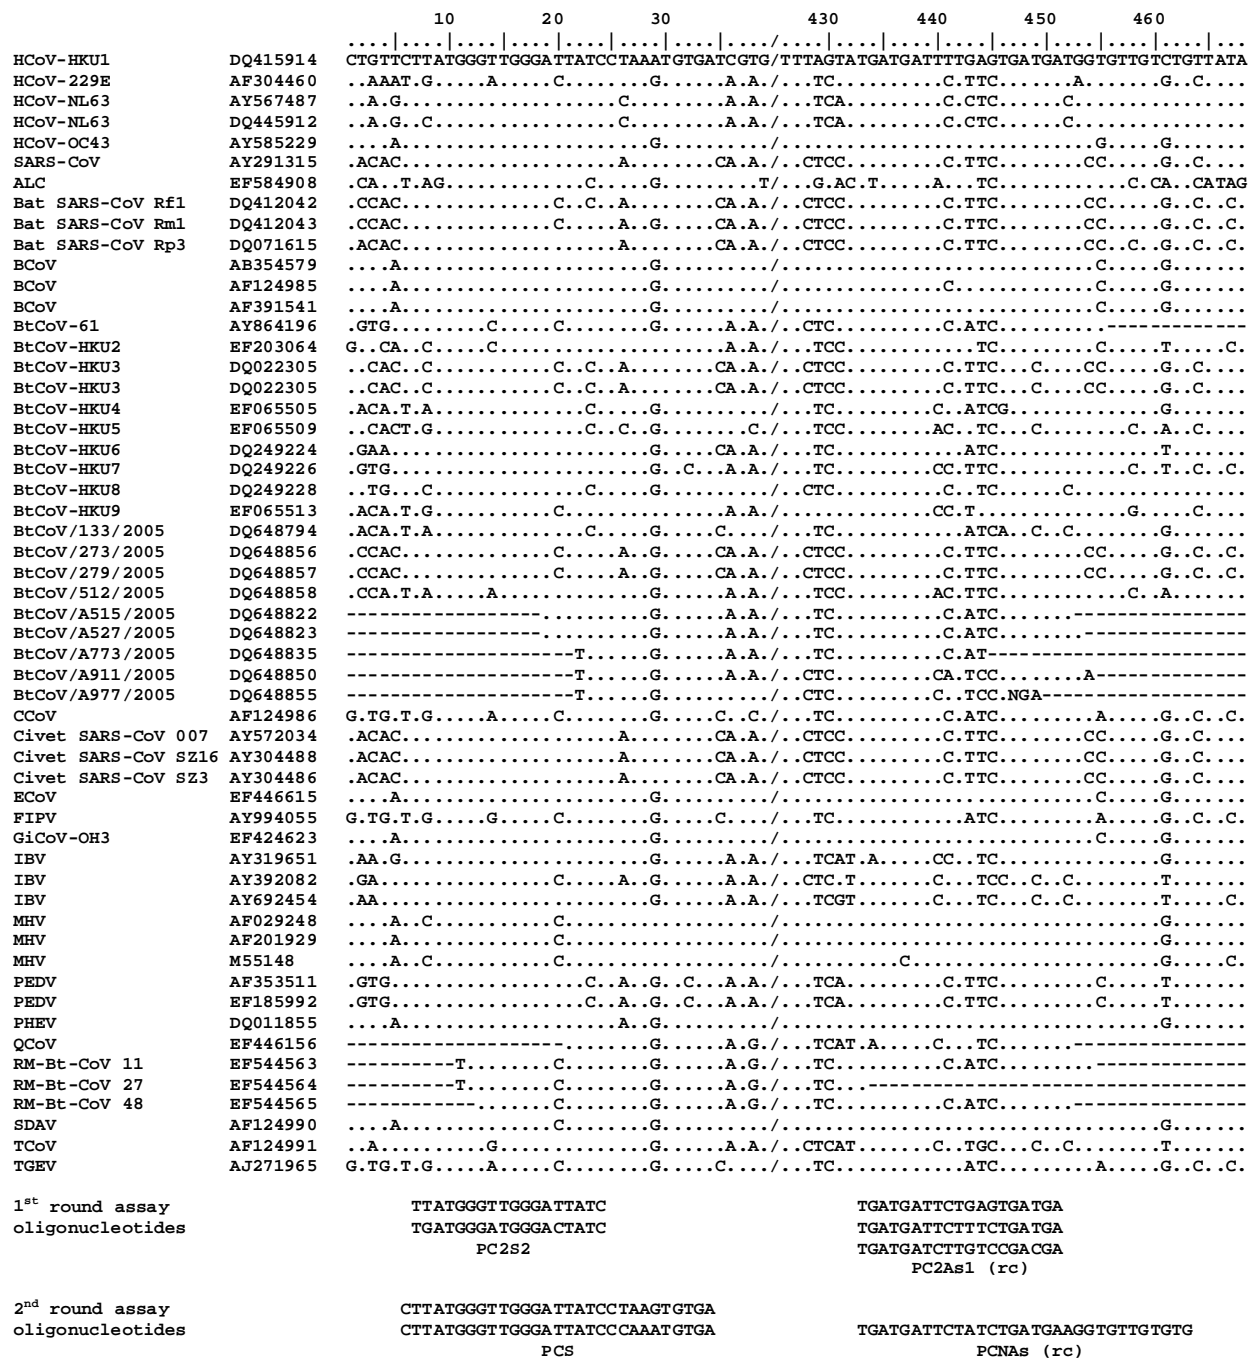 10 20 30 430 440 450 460
....|....|....|....|....|....|....|....|....|....|....|....|....|....|....|...
HCoV-HKU1 DQ415914 CTGTTCTTATGGGTTGGGATTATCCTAAATGTGATCGTG/TTTAGTATGATGATTTTGAGTGATGATGGTGTTGTCTGTTATA
HCoV-229E AF304460 ..AAAT.G.....A.....C........G......A.A./...TC..........C.TTC.......A.......G..C....
HCoV-NL63 AY567487 ..A.G....................C.........A.A./...TCA.........C.CTC......C................
HCoV-NL63 DQ445912 ..A.G..C.................C.........A.A./...TCA.........C.CTC......C................
HCoV-OC43 AY585229 ....A.......................G........../.............................G.....G.......
SARS-CoV AY291315 .ACAC....................A........CA.A./..CTCC.........C.TTC........CC.....G..C....
ALC EF584908 .CA..T.AG.............C.....G.........T/...G.AC.T.....A...TC.............C.CA..CATAG
Bat SARS-CoV Rf1 DQ412042 .CCAC..............C..C..A........CA.A./..CTCC.........C.TTC........CC.....G..C..C.
Bat SARS-CoV Rm1 DQ412043 .CCAC....................A..G.....CA.A./..CTCC.........C.TTC........CC.....G..C..C.
Bat SARS-CoV Rp3 DQ071615 .ACAC....................A........CA.A./..CTCC.........C.TTC........CC..C..G..C..C.
BCoV AB354579 ....A.......................G........../.............................C.....G.......
BCoV AF124985 ....A.......................G........../...............C.............C.....G.......
BCoV AF391541 ....A.......................G........../.............................C.....G.......
BtCoV-61 AY864196 .GTG.........C.....C........G......A.A./..CTC..........C.ATC..........-------------
BtCoV-HKU2 EF203064 G..CA..C.....C.....................A.A./...TCC............TC.........C.....T.....C.
BtCoV-HKU3 DQ022305 ..CAC..C...........C..C..A........CA.A./..CTCC.........C.TTC...C....CC.....G..C....
BtCoV-HKU3 DQ022305 ..CAC..C...........C..C..A........CA.A./..CTCC.........C.TTC...C....CC.....G..C....
BtCoV-HKU4 EF065505 .ACA.T.A..............C.....G........../...TC.........C..ATCG..............G.......
BtCoV-HKU5 EF065509 ..CACT.G..............C..C..G........C./...TCC........AC..TC....C........C..A..C....
BtCoV-HKU6 DQ249224 .GAA........................G.....CA.A./...TC............ATC...............T.......
BtCoV-HKU7 DQ249226 .GTG........................G..C...A.A./...TC.........CC.TTC............C..T..C..C.
BtCoV-HKU8 DQ249228 ..TG...C..............C.....G........../..CTC.........C...TC.......C...............
BtCoV-HKU9 EF065513 .ACA.T.G...........C...............A.A./...TC.........CC.T..............G.....C....
BtCoV/133/2005 DQ648794 .ACA.T.A..............C.....G.....C..../...TC............ATCA..C..C........G.......
BtCoV/273/2005 DQ648856 .CCAC..............C.....A..G.....CA.A./..CTCC.........C.TTC........CC.....G..C..C.
BtCoV/279/2005 DQ648857 .CCAC..............C.....A..G.....CA.A./..CTCC.........C.TTC........CC.....G..C..C.
BtCoV/512/2005 DQ648858 .CCA.T.A.....A.....C........G......A.A./...TCC........AC.TTC............C..A.......
BtCoV/A515/2005 DQ648822 ------------------..........G......A.A./...TC..........C.ATC.......----------------
BtCoV/A527/2005 DQ648823 ------------------..........G......A.A./...TC..........C.ATC........---------------
BtCoV/A773/2005 DQ648835 ---------------------T......G......A.A./..CTC..........C.AT------------------------
BtCoV/A911/2005 DQ648850 ---------------------T......G......A.A./..CTC.........CA.TCC........A--------------
BtCoV/A977/2005 DQ648855 ---------------------T......G........../..CTC.........C..TCC.NGA-------------------
CCoV AF124986 G.TG.T.G.....A.....C........G.....C..C./...TC..........C.ATC.........A.....G..C..C.
Civet SARS-CoV 007 AY572034 .ACAC....................A........CA.A./..CTCC.........C.TTC........CC.....G..C....
Civet SARS-CoV SZ16 AY304488 .ACAC....................A........CA.A./..CTCC.........C.TTC........CC.....G..C....
Civet SARS-CoV SZ3 AY304486 .ACAC....................A........CA.A./..CTCC.........C.TTC........CC.....G..C....
ECoV EF446615 ....A.......................G........../.............................C.....G.......
FIPV AY994055 G.TG.T.G.....G.....C........G.....C..../...TC............ATC.........A.....G..C..C.
GiCoV-OH3 EF424623 ....A.......................G........../.............................C.....G.......
IBV AY319651 .AA.G.......................G......A.A./...TCAT.A.....CC..TC...............G.......
IBV AY392082 .GA................C.....A..G......A.A./..CTC.T.......C...TCC..C..C........T.......
IBV AY692454 .AA.........................G......A.A./...TCGT.......C...TC...C..C........T.....C.
MHV AF029248 ....A..C...........C.................../...................................G.......
MHV AF201929 ....A..............C.................../...................................G.......
MHV M55148 ....A..C...........C.................../...........C.......................G.....C.
PEDV AF353511 .GTG..................C..A..G..C...A.A./...TCA.........C.TTC.........C.....T.......
PEDV EF185992 .GTG..................C..A..G..C...A.A./...TCA.........C.TTC.........C.....T.......
PHEV DQ011855 ....A....................A..G........../...................................G.......
QCoV EF446156 --------------------........G......A.G./...TCAT.A.....C...TC.......----------------
RM-Bt-CoV 11 EF544563 ----------T........C........G......A.G./...TC..........C.ATC.........--------------
RM-Bt-CoV 27 EF544564 ----------T........C........G......A.G./...TC...-----------------------------------
RM-Bt-CoV 48 EF544565 ------------.......C........G......A.G./...TC..........C.ATC.......----------------
SDAV AF124990 ....A..............C........G........../...................................G.......
TCoV AF124991 ..A..........G..............G......A.A./..CTCAT.......C..TGC...C..C........T.......
TGEV AJ271965 G.TG.T.G.....A.....C........G.....C..../...TC............ATC.........A.....G..C..C.
1st round assay TTATGGGTTGGGATTATC TGATGATTCTGAGTGATGA
oligonucleotides TGATGGGATGGGACTATC TGATGATTCTTTCTGATGA
PC2S2 TGATGATCTTGTCCGACGA
PC2As1 (rc)
2nd round assay CTTATGGGTTGGGATTATCCTAAGTGTGA
oligonucleotides CTTATGGGTTGGGATTATCCCAAATGTGA TGATGATTCTATCTGATGAAGGTGTTGTGTG
PCS PCNAs (rc)